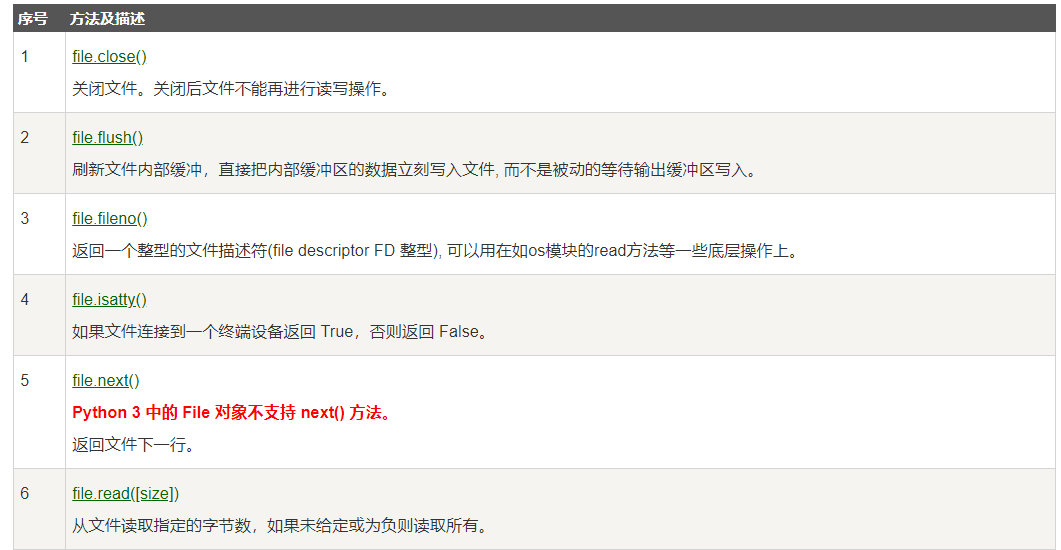 序号 方法及描述
1 file.close()
关闭文件。关闭后文件不能再进行读写操作。
2 file.flush()
刷新文件内部缓冲，直接把内部缓冲区的数据立刻写入文件, 而不是被动的等待输出缓冲区写入。
3 file.fileno()
返回一个整型的文件描述符(file descriptor FD 整型), 可以用在如os模块的read方法等一些底层操作上。
4 file.isatty()
如果文件连接到一个终端设备返回 True，否则返回 False。
5 file.next()
Python 3 中的 File 对象不支持 next() 方法。
返回文件下一行。
6 file.read([size])
从文件读取指定的字节数，如果未给定或为负则读取所有。